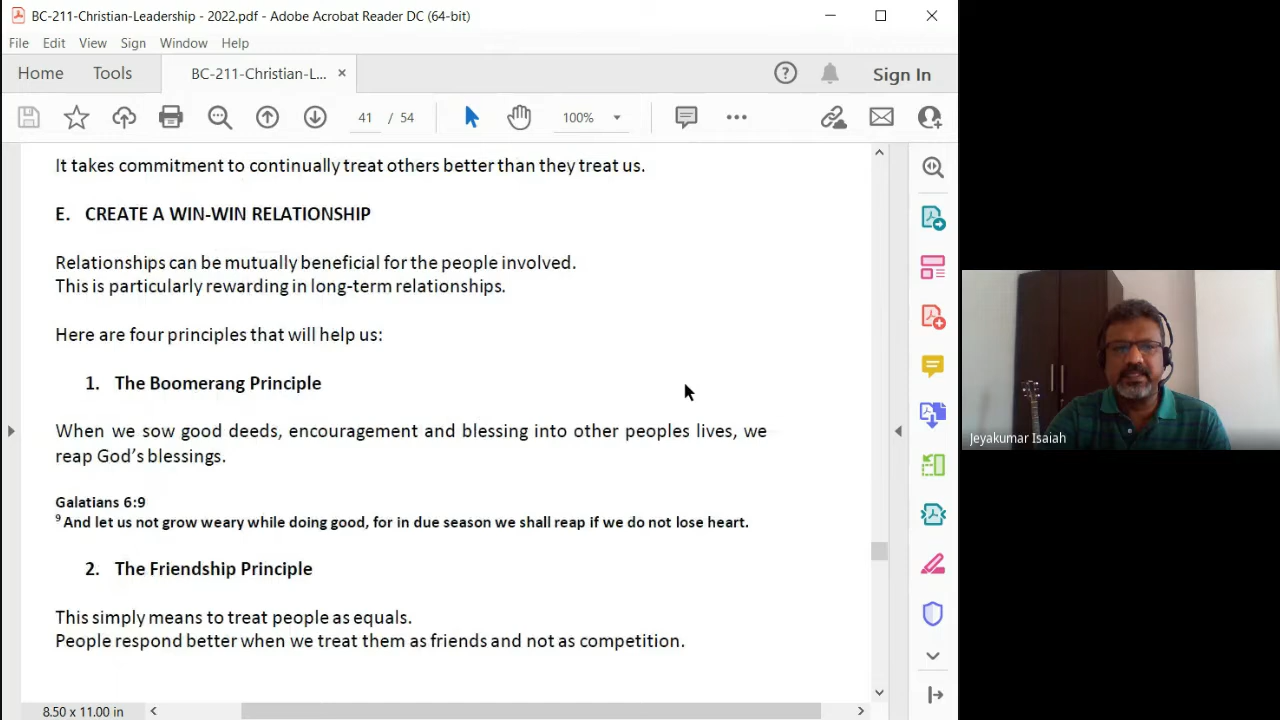 BC-211-Christian-Leadership - 2022.pdf - Adobe Acrobat Reader DC (64-bit)
File Edit View Sign Window Help
Home Tools BC-211-Christian-L... Sign In
41 / 54 100%
It takes commitment to continually treat others better than they treat us.
E. CREATE A WIN-WIN RELATIONSHIP
Relationships can be mutually beneficial for the people involved.
This is particularly rewarding in long-term relationships.
Here are four principles that will help us:
1. The Boomerang Principle
When we sow good deeds, encouragement and blessing into other peoples lives, we
reap God's blessings.
Galatians 6:9
9 And let us not grow weary while doing good, for in due season we shall reap if we do not lose heart.
2. The Friendship Principle
This simply means to treat people as equals.
People respond better when we treat them as friends and not as competition.
8.50 x 11.00 in
Jeyakumar Isaiah